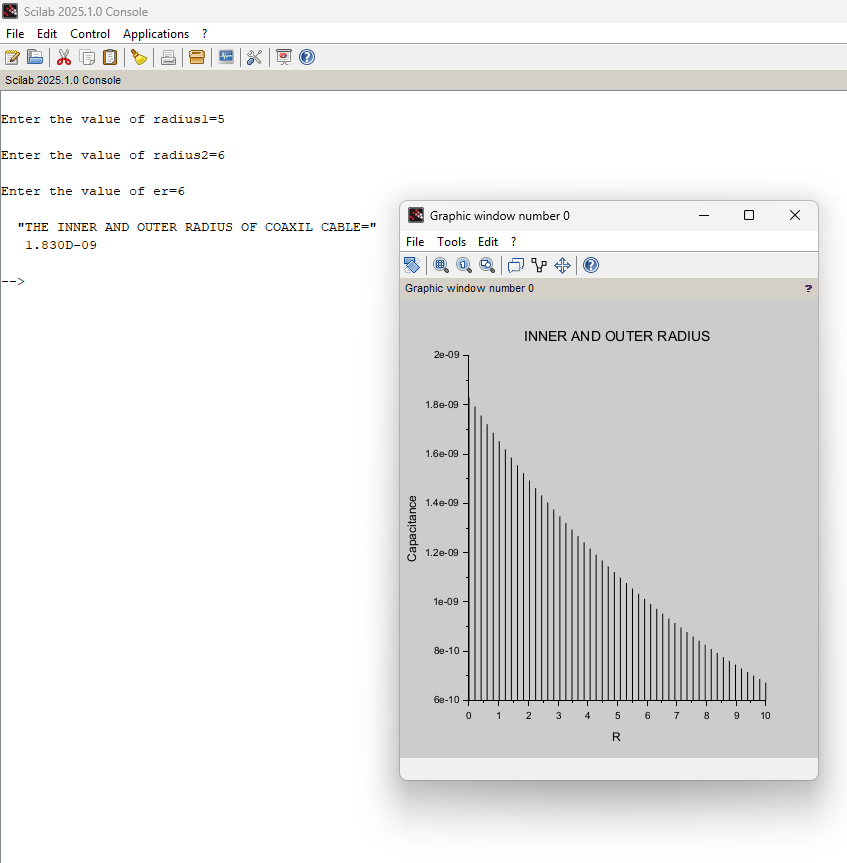 Scilab 2025.1.0 Console
File Edit Control Applications ?
Scilab 2025.1.0 Console
Enter the value of radius1=5
Enter the value of radius2=6
Enter the value of er=6
"THE INNER AND OUTER RADIUS OF COAXIL CABLE="
1.830D-09
-->
Graphic window number 0
File Tools Edit ?
Graphic window number 0 ?
INNER AND OUTER RADIUS
2e-09
1.8e-09
1.6e-09
1.4e-09
1.2e-09
1e-09
8e-10
6e-10
Capacitance
0 1 2 3 4 5 6 7 8 9 10
R